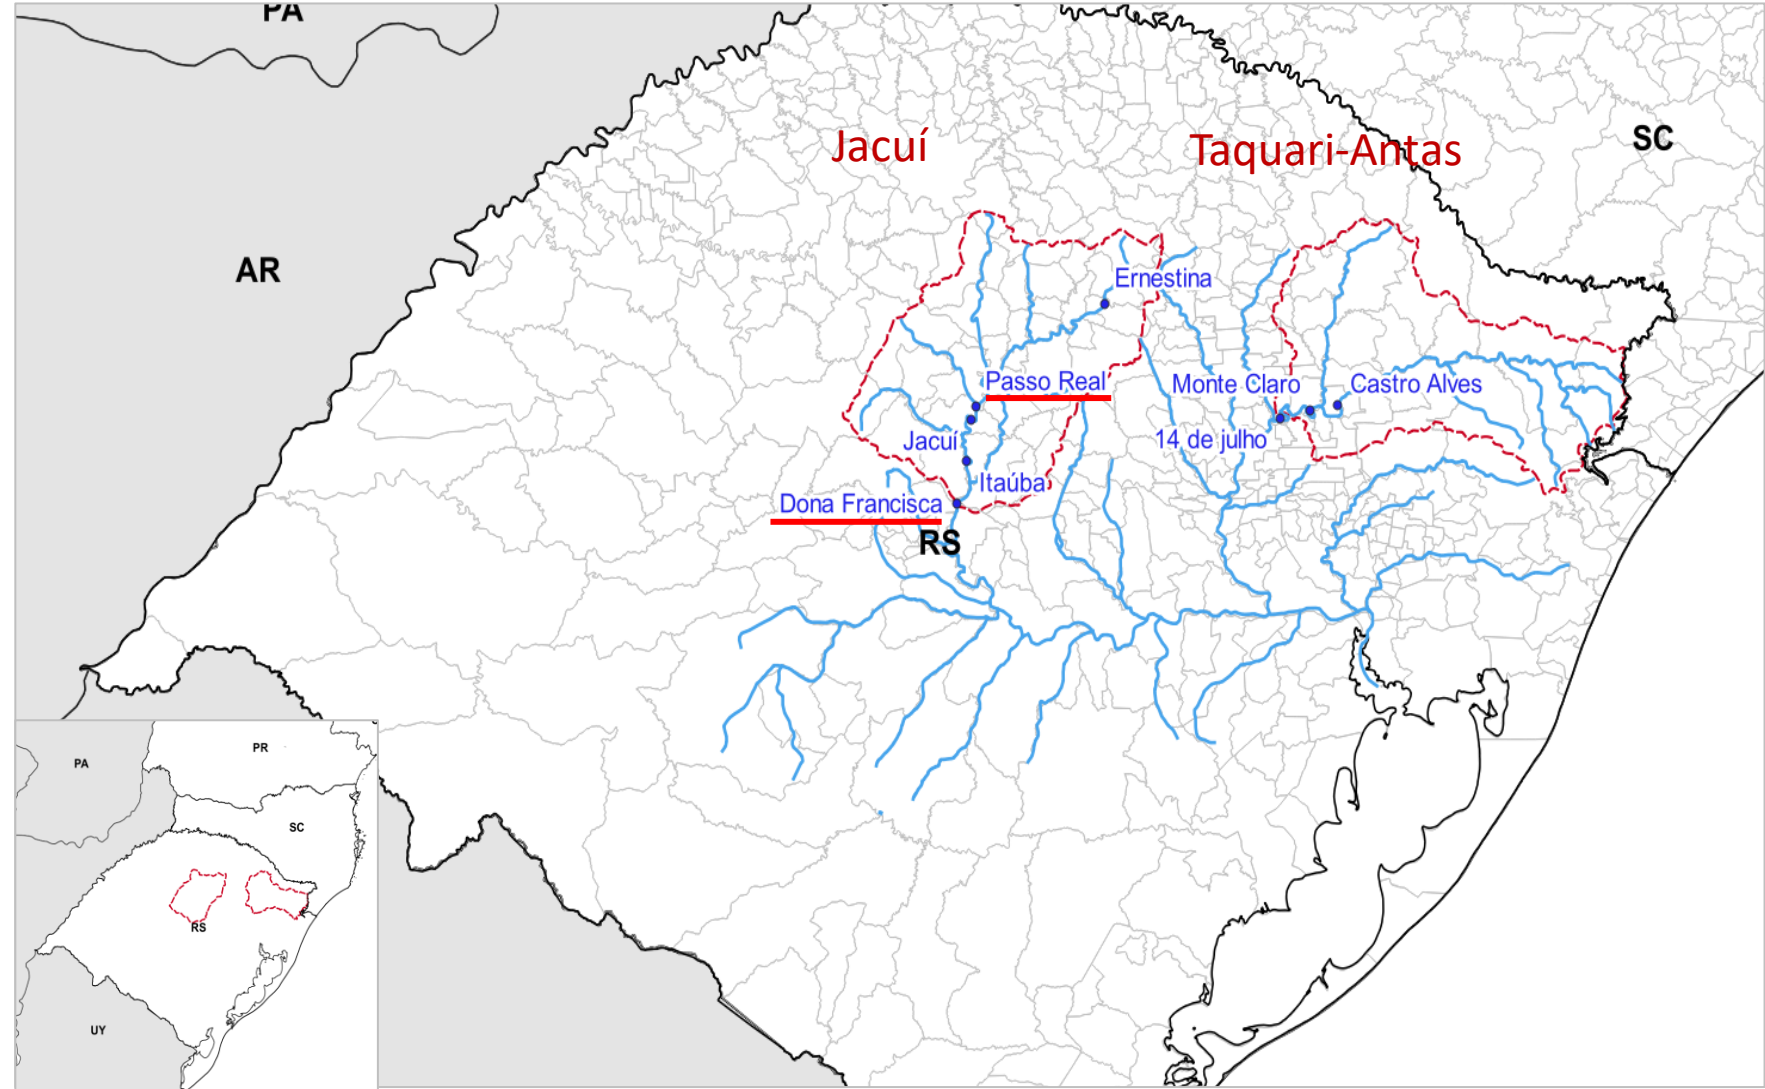 PA
Jacuí
Taquari-Antas
SC
AR
Ernestina
Passo Real
Monte Claro
Castro Alves
Jacuí
14 de julho
Itaúba
Dona Francisca
RS
PR
PA
SC
RS
UY